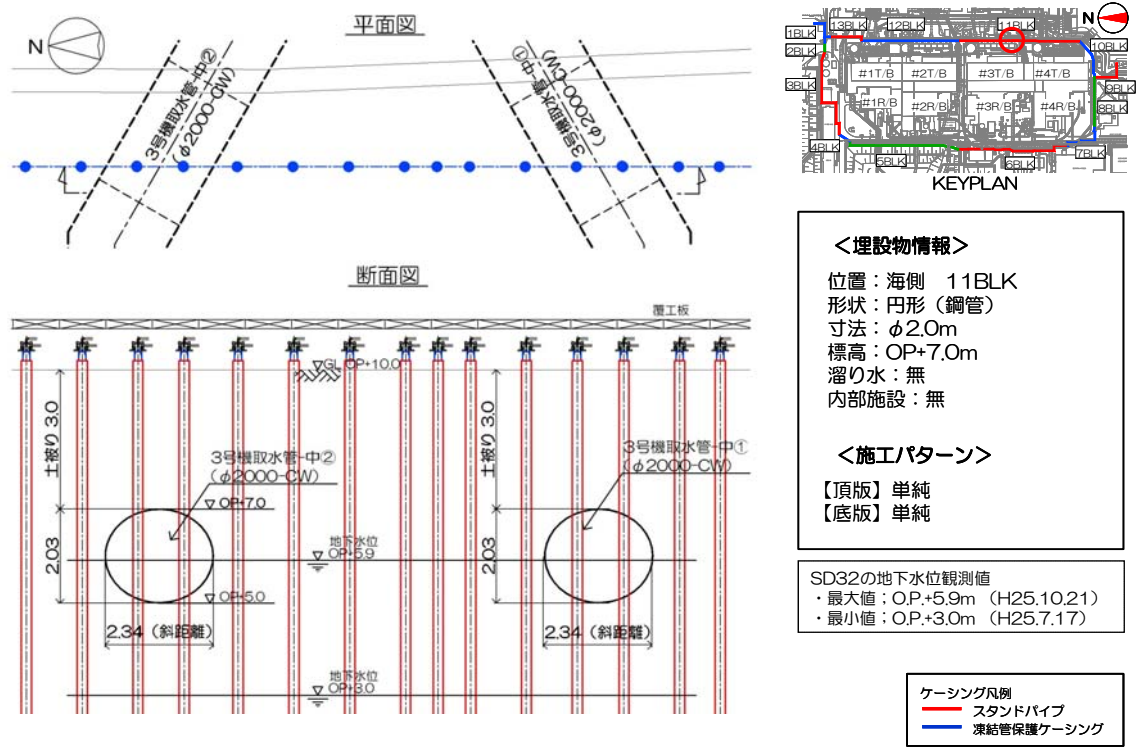 平面図
N
3号機取水管-中②
(φ2000-CW)
3号機取水管-中①
(φ2000-CW)
断面図
覆工板
GL OP+10.0
土被り 3.0
土被り 3.0
3号機取水管-中②
(φ2000-CW)
3号機取水管-中①
(φ2000-CW)
OP+7.0
2.03
2.03
地下水位
OP+5.9
OP+5.0
2.34（斜距離）
2.34（斜距離）
地下水位
OP+3.0
N
1BLK
13BLK
12BLK
11BLK
10BLK
2BLK
3BLK
#1T/B
#2T/B
#3T/B
#4T/B
9BLK
8BLK
#1R/B
#2R/B
#3R/B
#4R/B
4BLK
5BLK
6BLK
7BLK
KEYPLAN
＜埋設物情報＞
位置：海側　11BLK
形状：円形（鋼管）
寸法：φ2.0m
標高：OP+7.0m
溜り水：無
内部施設：無
＜施工パターン＞
【頂版】単純
【底版】単純
SD32の地下水位観測値
・最大値；O.P.+5.9m （H25.10.21）
・最小値；O.P.+3.0m （H25.7.17）
ケーシング凡例
スタンドパイプ
凍結管保護ケーシング